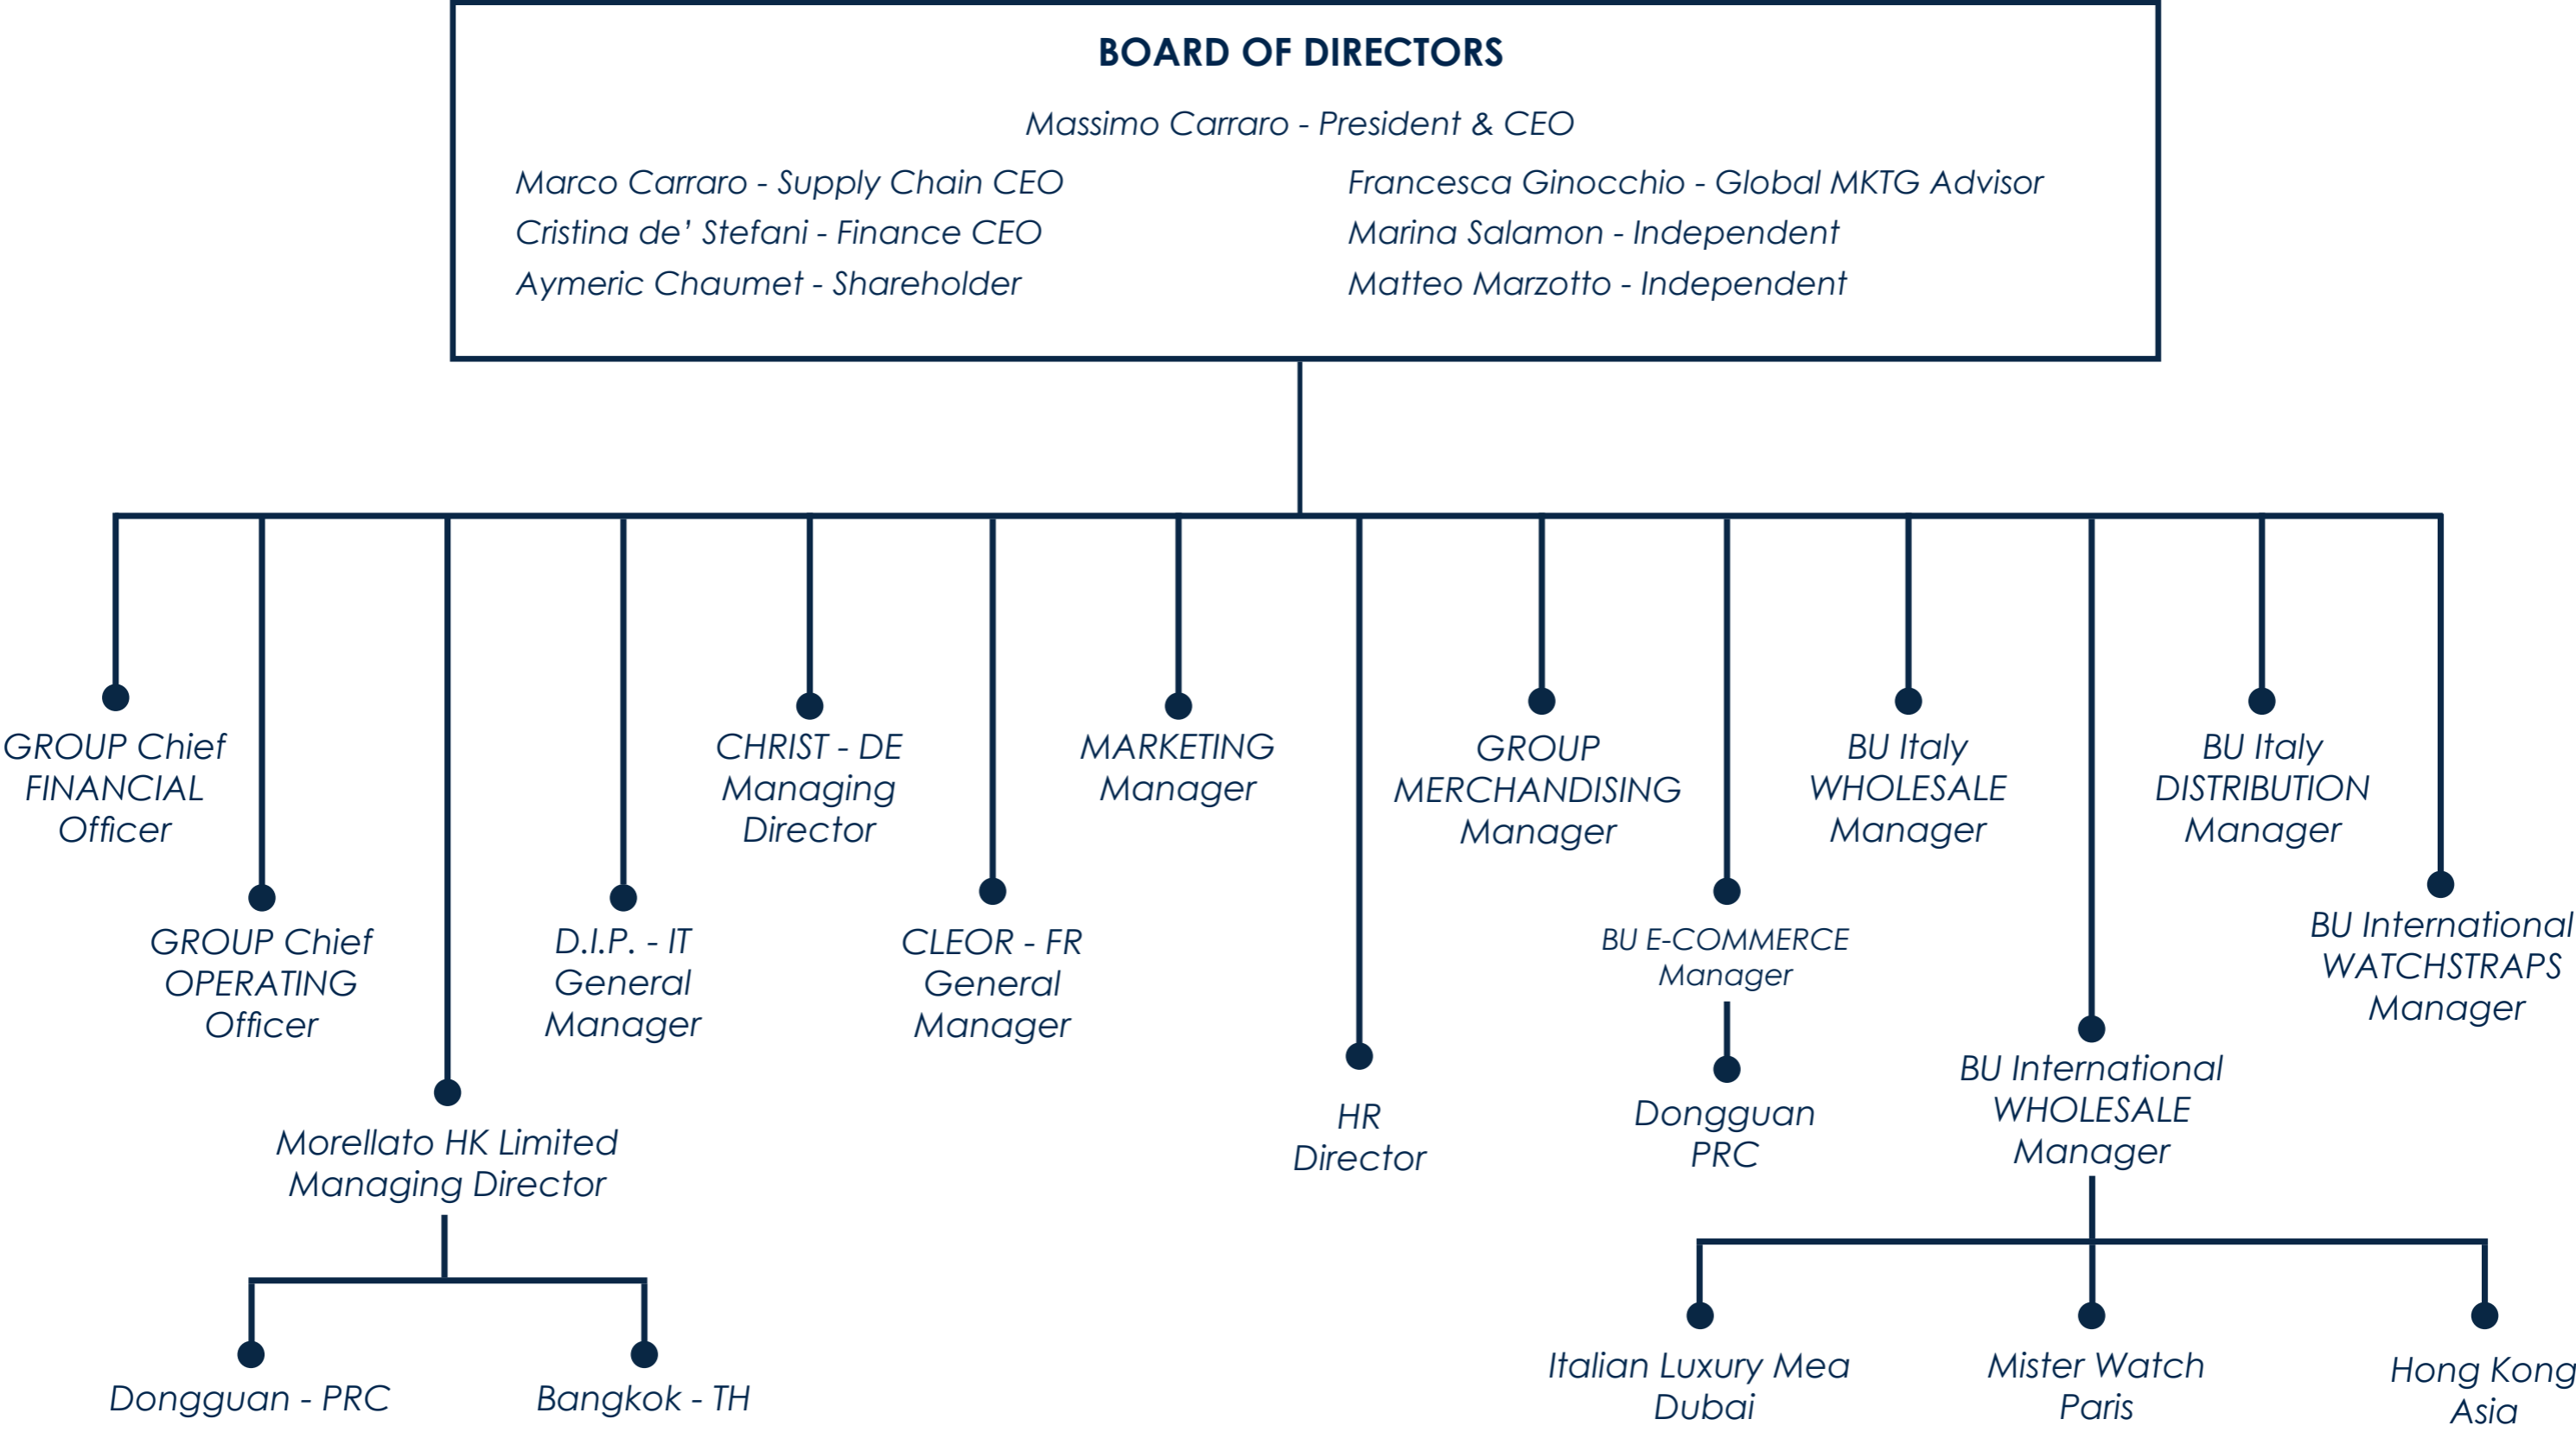 BOARD OF DIRECTORS
Massimo Carraro - President & CEO
Marco Carraro - Supply Chain CEO
Cristina de’ Stefani - Finance CEO
Aymeric Chaumet - Shareholder
Francesca Ginocchio - Global MKTG Advisor
Marina Salamon - Independent
Matteo Marzotto - Independent
GROUP Chief
FINANCIAL
Officer
GROUP Chief
OPERATING
Officer
Morellato HK Limited
Managing Director
Dongguan - PRC
Bangkok - TH
D.I.P. - IT
General
Manager
CHRIST - DE
Managing
Director
CLEOR - FR
General
Manager
MARKETING
Manager
HR
Director
GROUP
MERCHANDISING
Manager
BU E-COMMERCE
Manager
Dongguan
PRC
BU Italy
WHOLESALE
Manager
BU International
WHOLESALE
Manager
Italian Luxury Mea
Dubai
Mister Watch
Paris
Hong Kong
Asia
BU Italy
DISTRIBUTION
Manager
BU International
WATCHSTRAPS
Manager